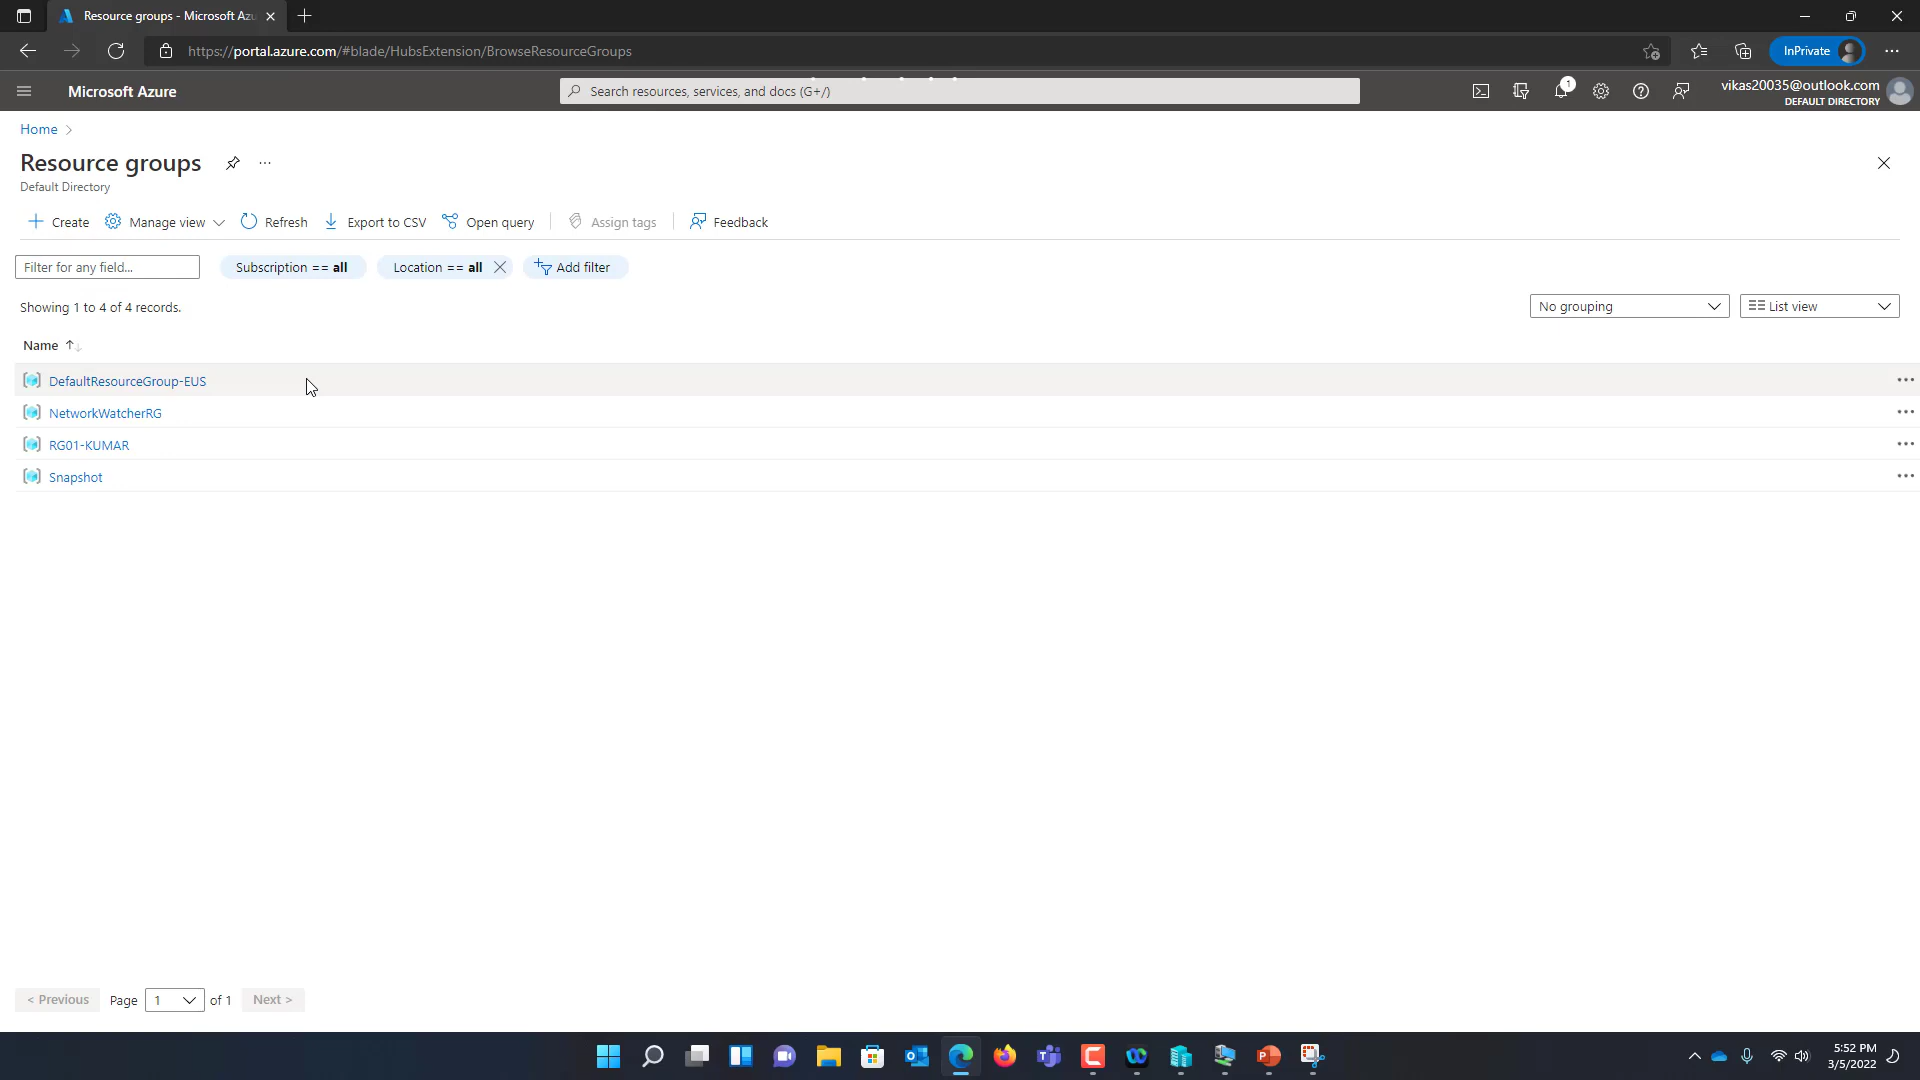 Resource groups - Microsoft Azu
https://portal.azure.com/#blade/HubsExtension/BrowseResourceGroups
InPrivate
Microsoft Azure
Search resources, services, and docs (G+/)
1
vikas20035@outlook.com
DEFAULT DIRECTORY
Home
Resource groups
Default Directory
Create
Manage view
Refresh
Export to CSV
Open query
Assign tags
Feedback
Filter for any field...
Subscription == all
Location == all
Add filter
Showing 1 to 4 of 4 records.
No grouping
List view
Name
DefaultResourceGroup-EUS
NetworkWatcherRG
RG01-KUMAR
Snapshot
< Previous
Page 1 of 1
Next >
5:52 PM
3/5/2022